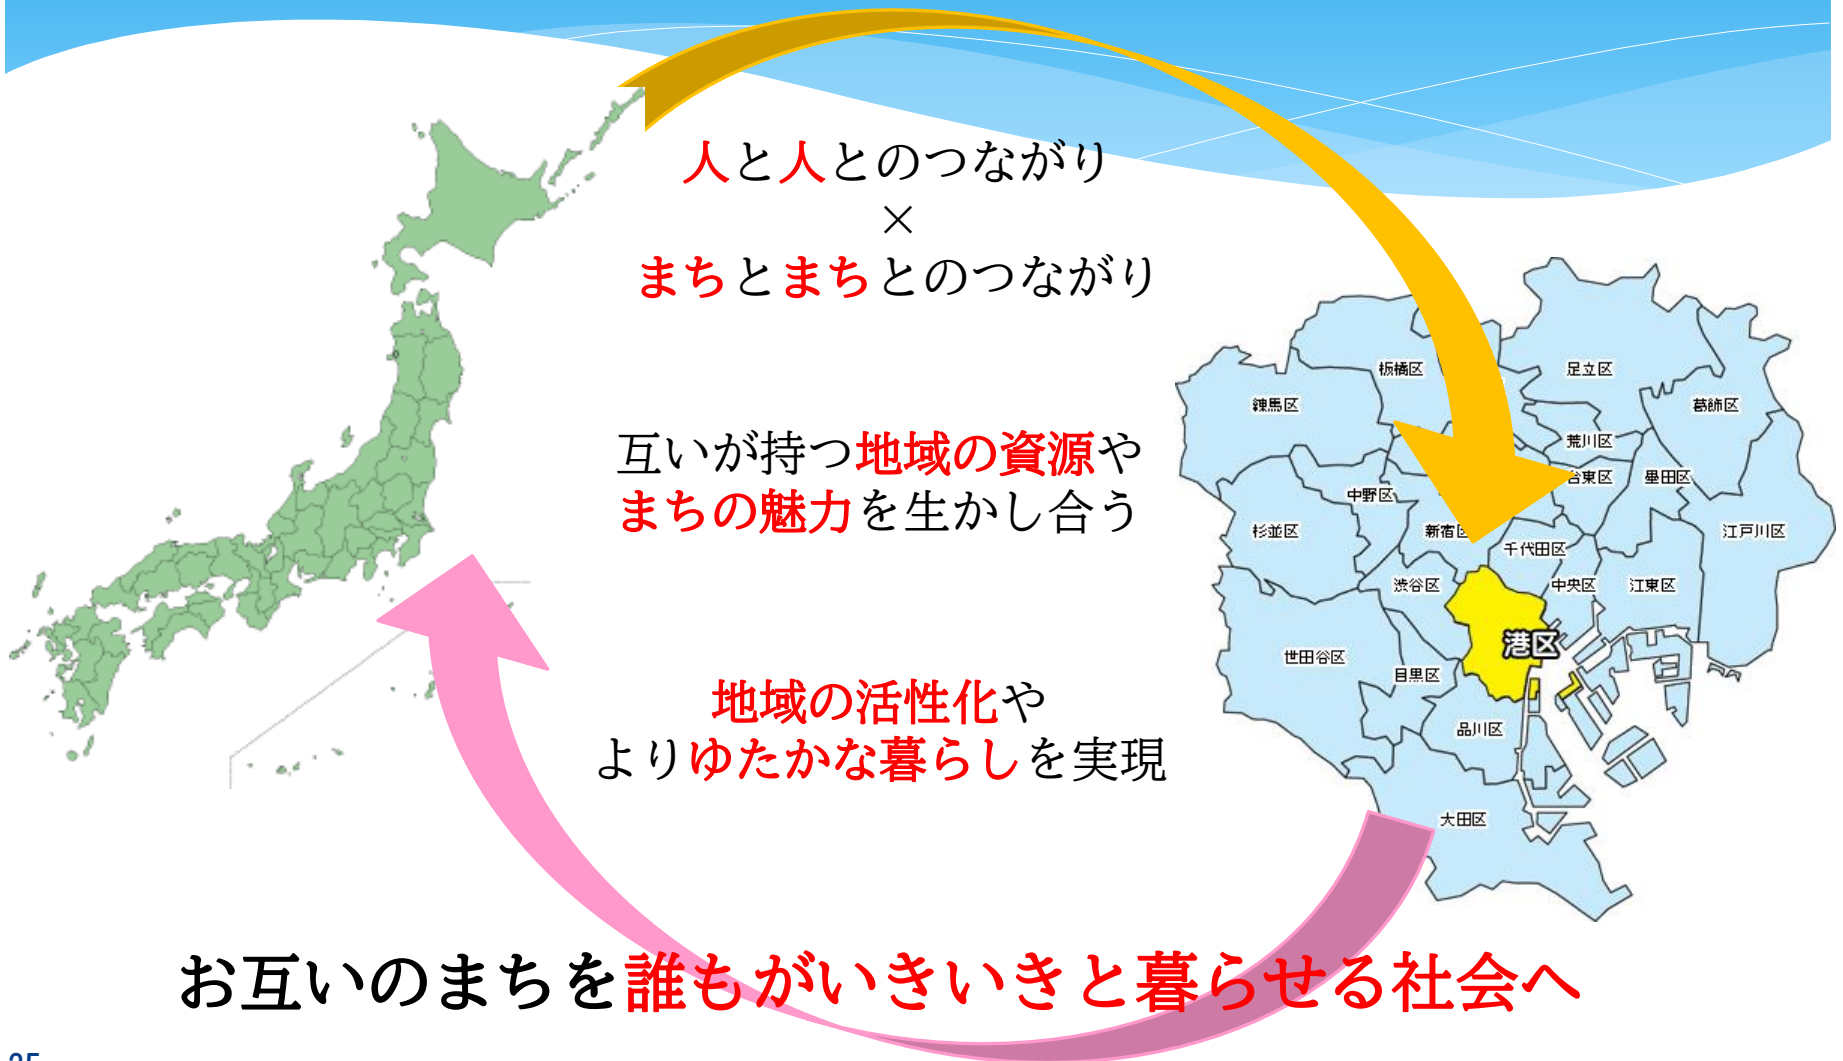 人と人とのつながり
×
まちとまちとのつながり
互いが持つ地域の資源や
まちの魅力を生かし合う
地域の活性化や
よりゆたかな暮らしを実現
お互いのまちを誰もがいきいきと暮らせる社会へ
板橋区
足立区
練馬区
葛飾区
荒川区
台東区
墨田区
中野区
杉並区
新宿区
江戸川区
千代田区
渋谷区
中央区
江東区
港区
世田谷区
目黒区
品川区
大田区